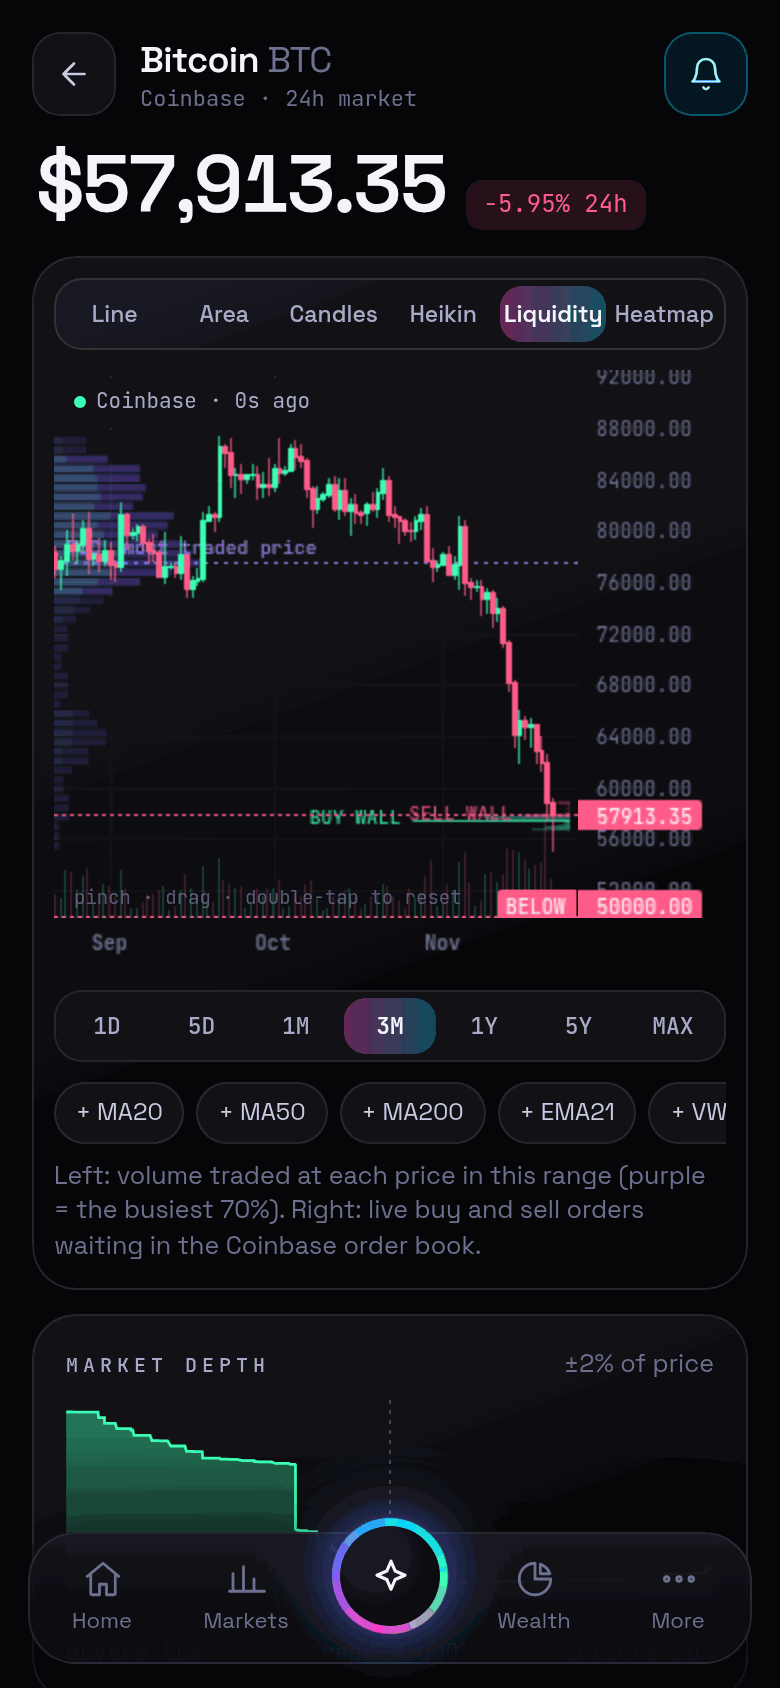 Bitcoin BTC
Coinbase · 24h market
$57,913.35
-5.95% 24h
Line Area Candles Heikin Liquidity Heatmap
92000.00
Coinbase · 0s ago
88000.00
84000.00
80000.00
most traded price
76000.00
72000.00
68000.00
64000.00
60000.00
BUY WALL SELL WALL 57913.35
56000.00
52000.00
pinch · drag · double-tap to reset
BELOW 50000.00
Sep Oct Nov
1D 5D 1M 3M 1Y 5Y MAX
+ MA20 + MA50 + MA200 + EMA21 + VW
Left: volume traded at each price in this range (purple
= the busiest 70%). Right: live buy and sell orders
waiting in the Coinbase order book.
MARKET DEPTH ±2% of price
Home Markets Wealth More